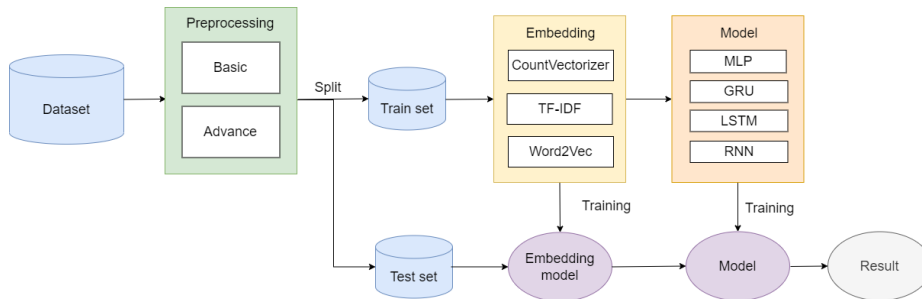 Preprocessing
Basic
Advance
Dataset
Split
Train set
Embedding
CountVectorizer
TF-IDF
Word2Vec
Model
MLP
GRU
LSTM
RNN
Training
Training
Test set
Embedding
model
Model
Result